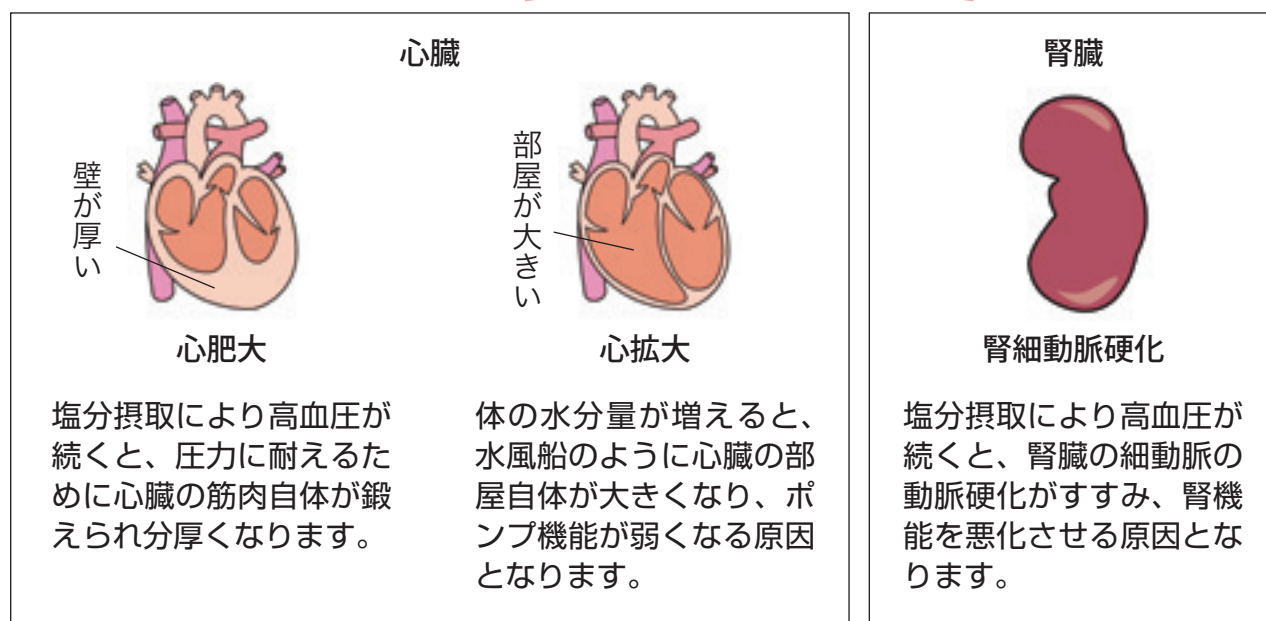 心臓
壁が厚い
心肥大
塩分摂取により高血圧が
続くと、圧力に耐えるた
めに心臓の筋肉自体が鍛
えられ分厚くなります。
部屋が大きい
心拡大
体の水分量が増えると、
水風船のように心臓の部
屋自体が大きくなり、ポ
ンプ機能が弱くなる原因
となります。
腎臓
腎細動脈硬化
塩分摂取により高血圧が
続くと、腎臓の細動脈の
動脈硬化がすすみ、腎機
能を悪化させる原因とな
ります。